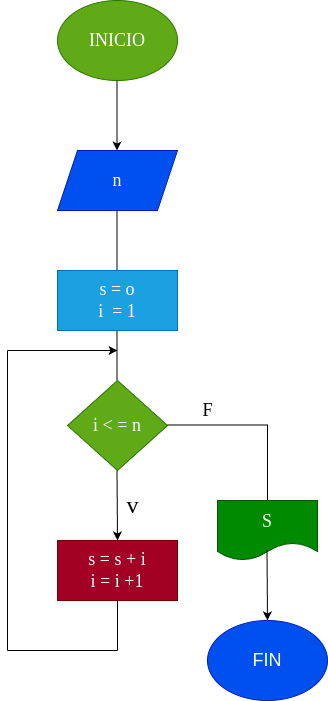 INICIO
n
s = o
i = 1
i < = n
F
v
S
s = s + i
i = i +1
FIN